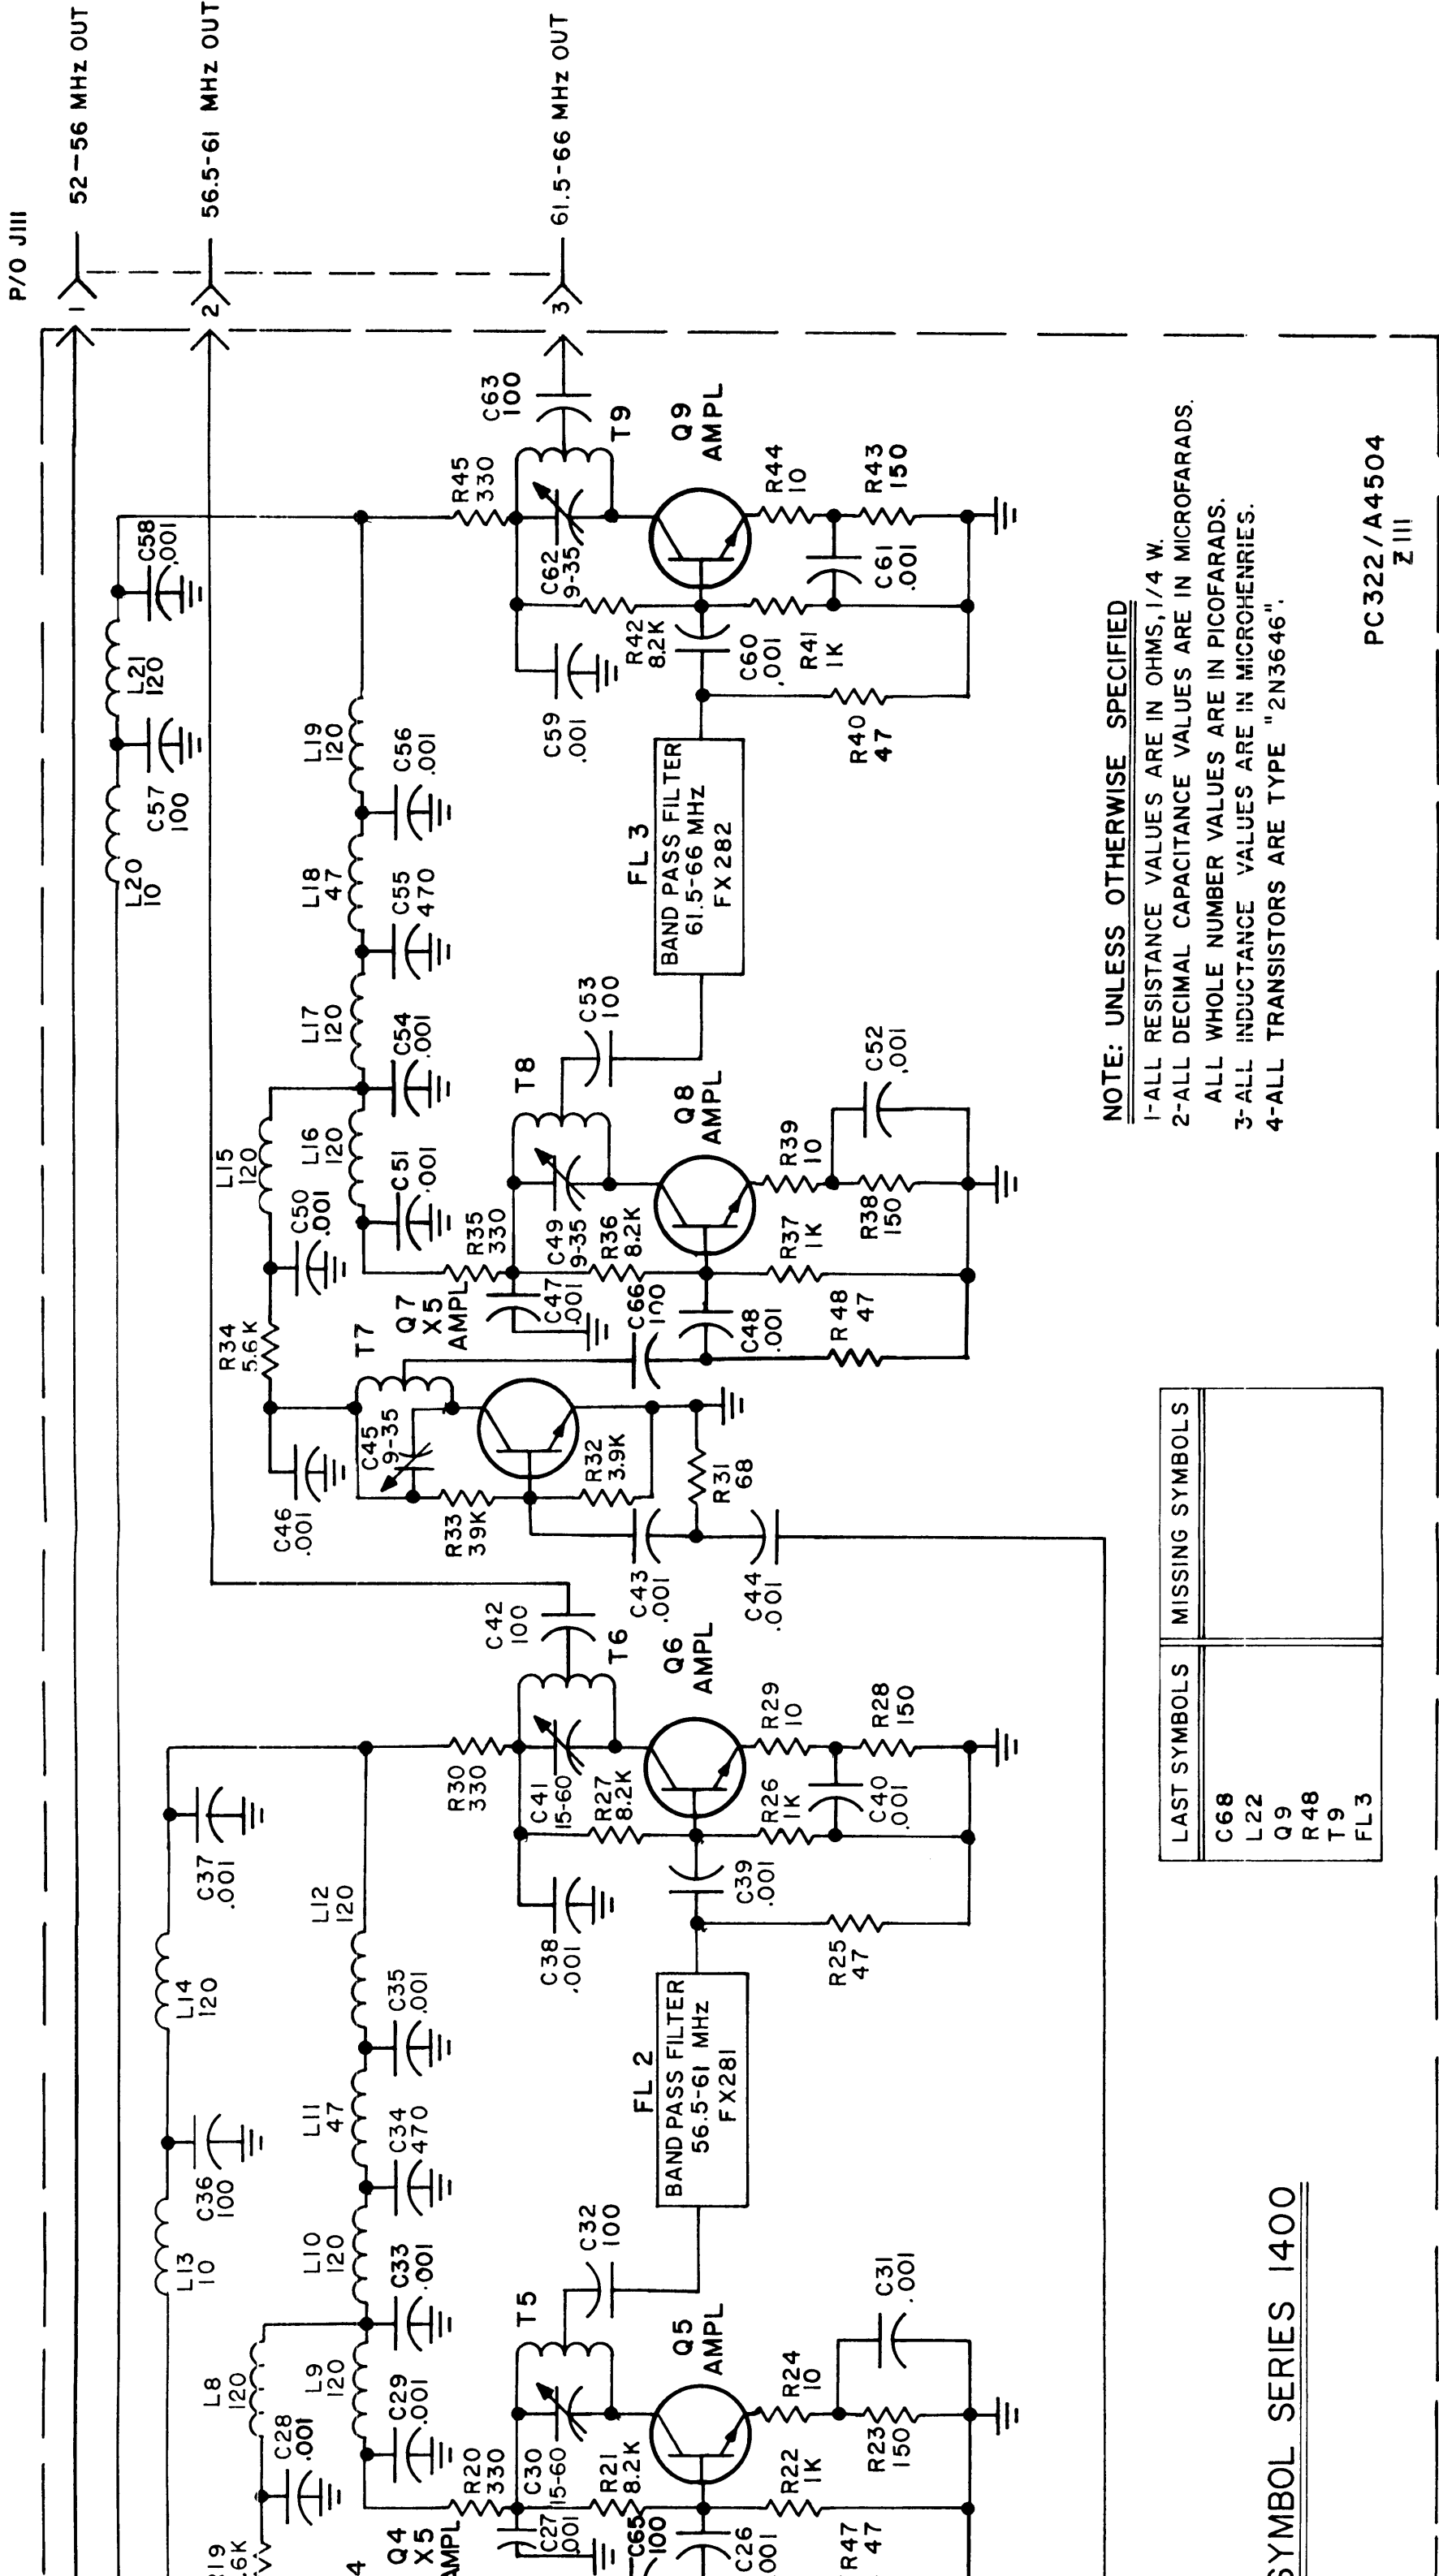 P/O J111
52-56 MHz OUT
56.5-61 MHz OUT
61.5-66 MHz OUT
1
2
3
L20
10
C57
100
L21
120
C58
.001
L13
10
C36
100
L14
120
C37
.001
L8
120
C28
.001
L9
120
C29
.001
L10
120
C33
.001
C34
470
L11
47
C35
.001
L12
120
R34
5.6K
C50
.001
L15
120
L16
120
C51
.001
L17
120
C54
.001
C55
470
L18
47
C56
.001
L19
120
Q4
X5
R20
330
C27
.001
C30
15-60
R21
8.2K
C65
100
C26
T5
C32
100
Q5
AMPL
R24
10
R22
1K
R23
150
C31
.001
R47
47
FL 2
BAND PASS FILTER
56.5-61 MHz
FX281
C38
.001
R30
330
C41
15-60
R27
8.2K
C39
.001
R25
47
R26
1K
C40
.001
R29
10
R28
150
Q6
AMPL
T6
C42
100
C46
.001
C45
9-35
T7
Q7
X5
AMPL
R33
39K
R32
3.9K
R31
68
C43
.001
C44
.001
R35
330
C47
.001
C49
9-35
R36
8.2K
C66
100
C48
.001
R48
47
R37
1K
R38
150
R39
10
C52
.001
Q8
AMPL
T8
C53
100
FL 3
BAND PASS FILTER
61.5-66 MHz
FX282
C59
.001
R45
330
C62
9-35
R42
8.2K
C60
.001
R41
1K
R40
47
C61
.001
R44
10
R43
150
Q9
AMPL
T9
C63
100
NOTE: UNLESS OTHERWISE SPECIFIED
1-ALL RESISTANCE VALUES ARE IN OHMS, 1/4 W.
2-ALL DECIMAL CAPACITANCE VALUES ARE IN MICROFARADS.
ALL WHOLE NUMBER VALUES ARE IN PICOFARADS.
3-ALL INDUCTANCE VALUES ARE IN MICROHENRIES.
4-ALL TRANSISTORS ARE TYPE "2N3646".
LAST SYMBOLS
MISSING SYMBOLS
C68
L22
Q9
R48
T9
FL3
SYMBOL SERIES 1400
PC322/A4504
Z111